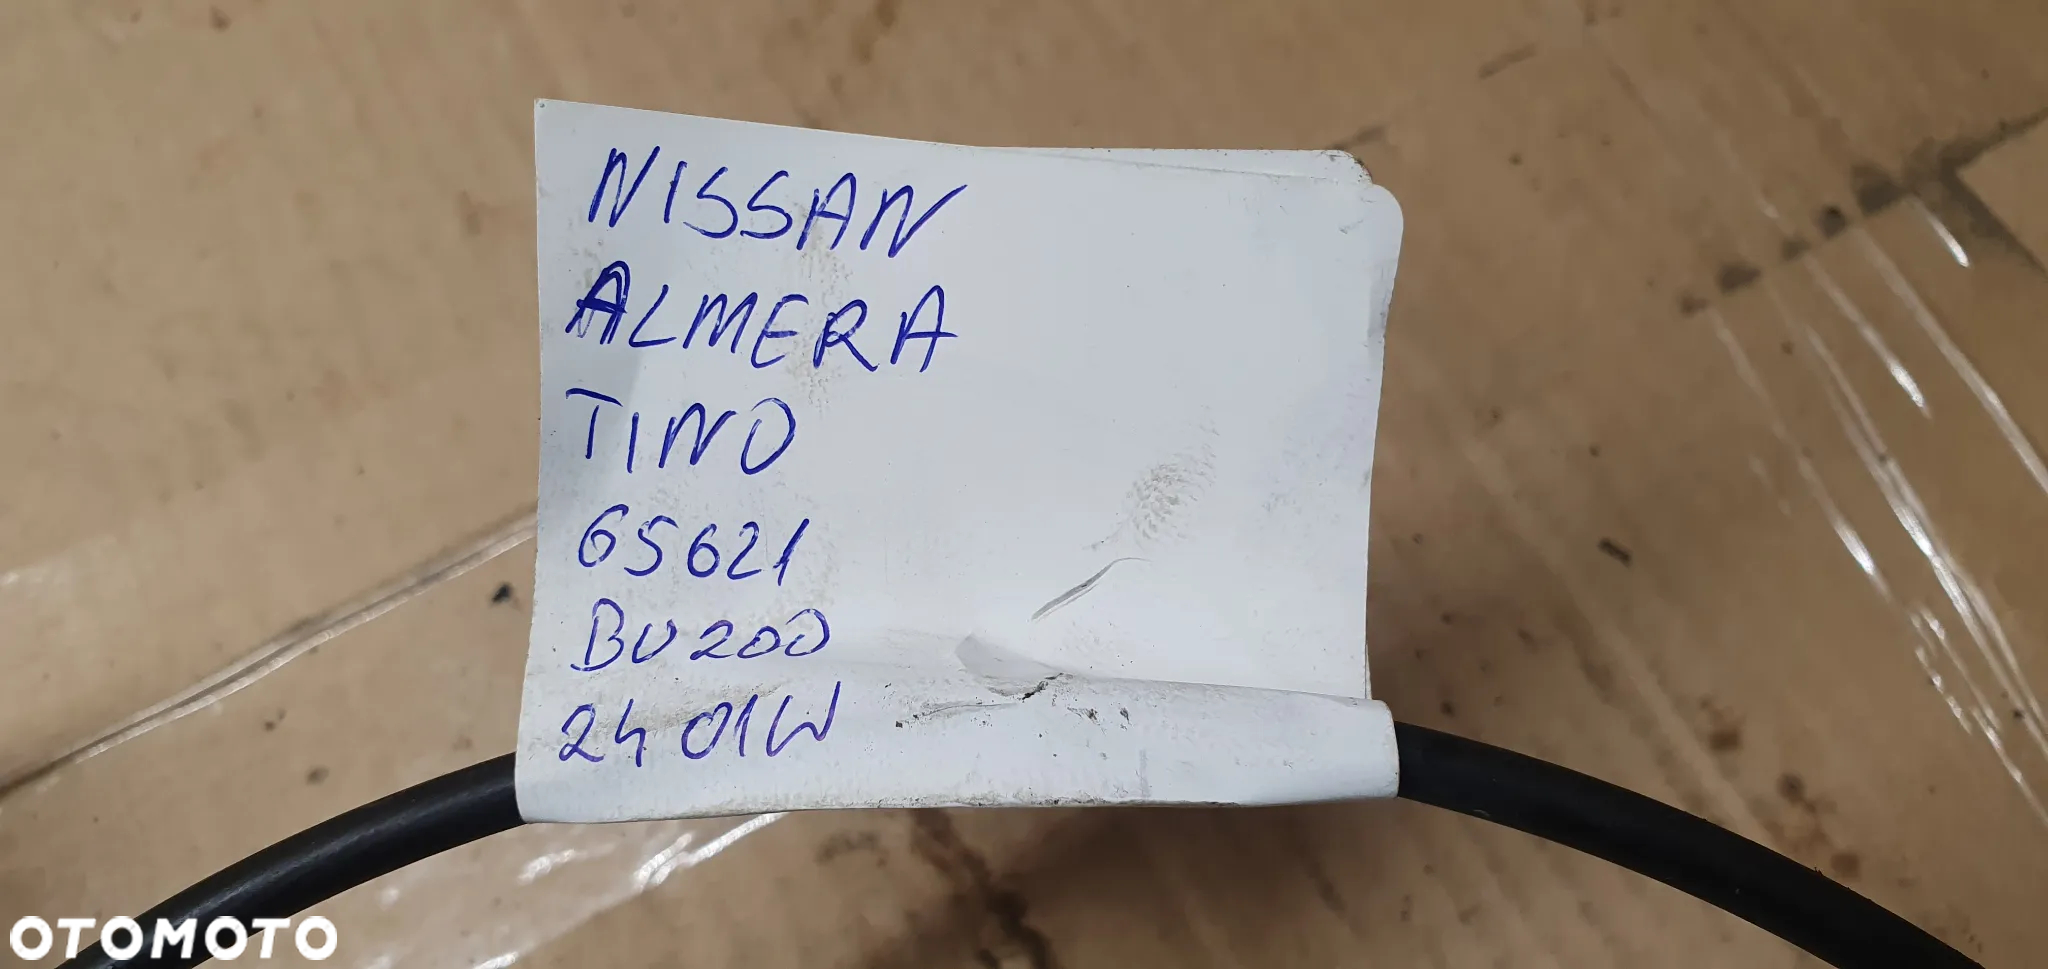 NISSAN
ALMERA
TINO
65621
BU200
2401W
OTOMOTO